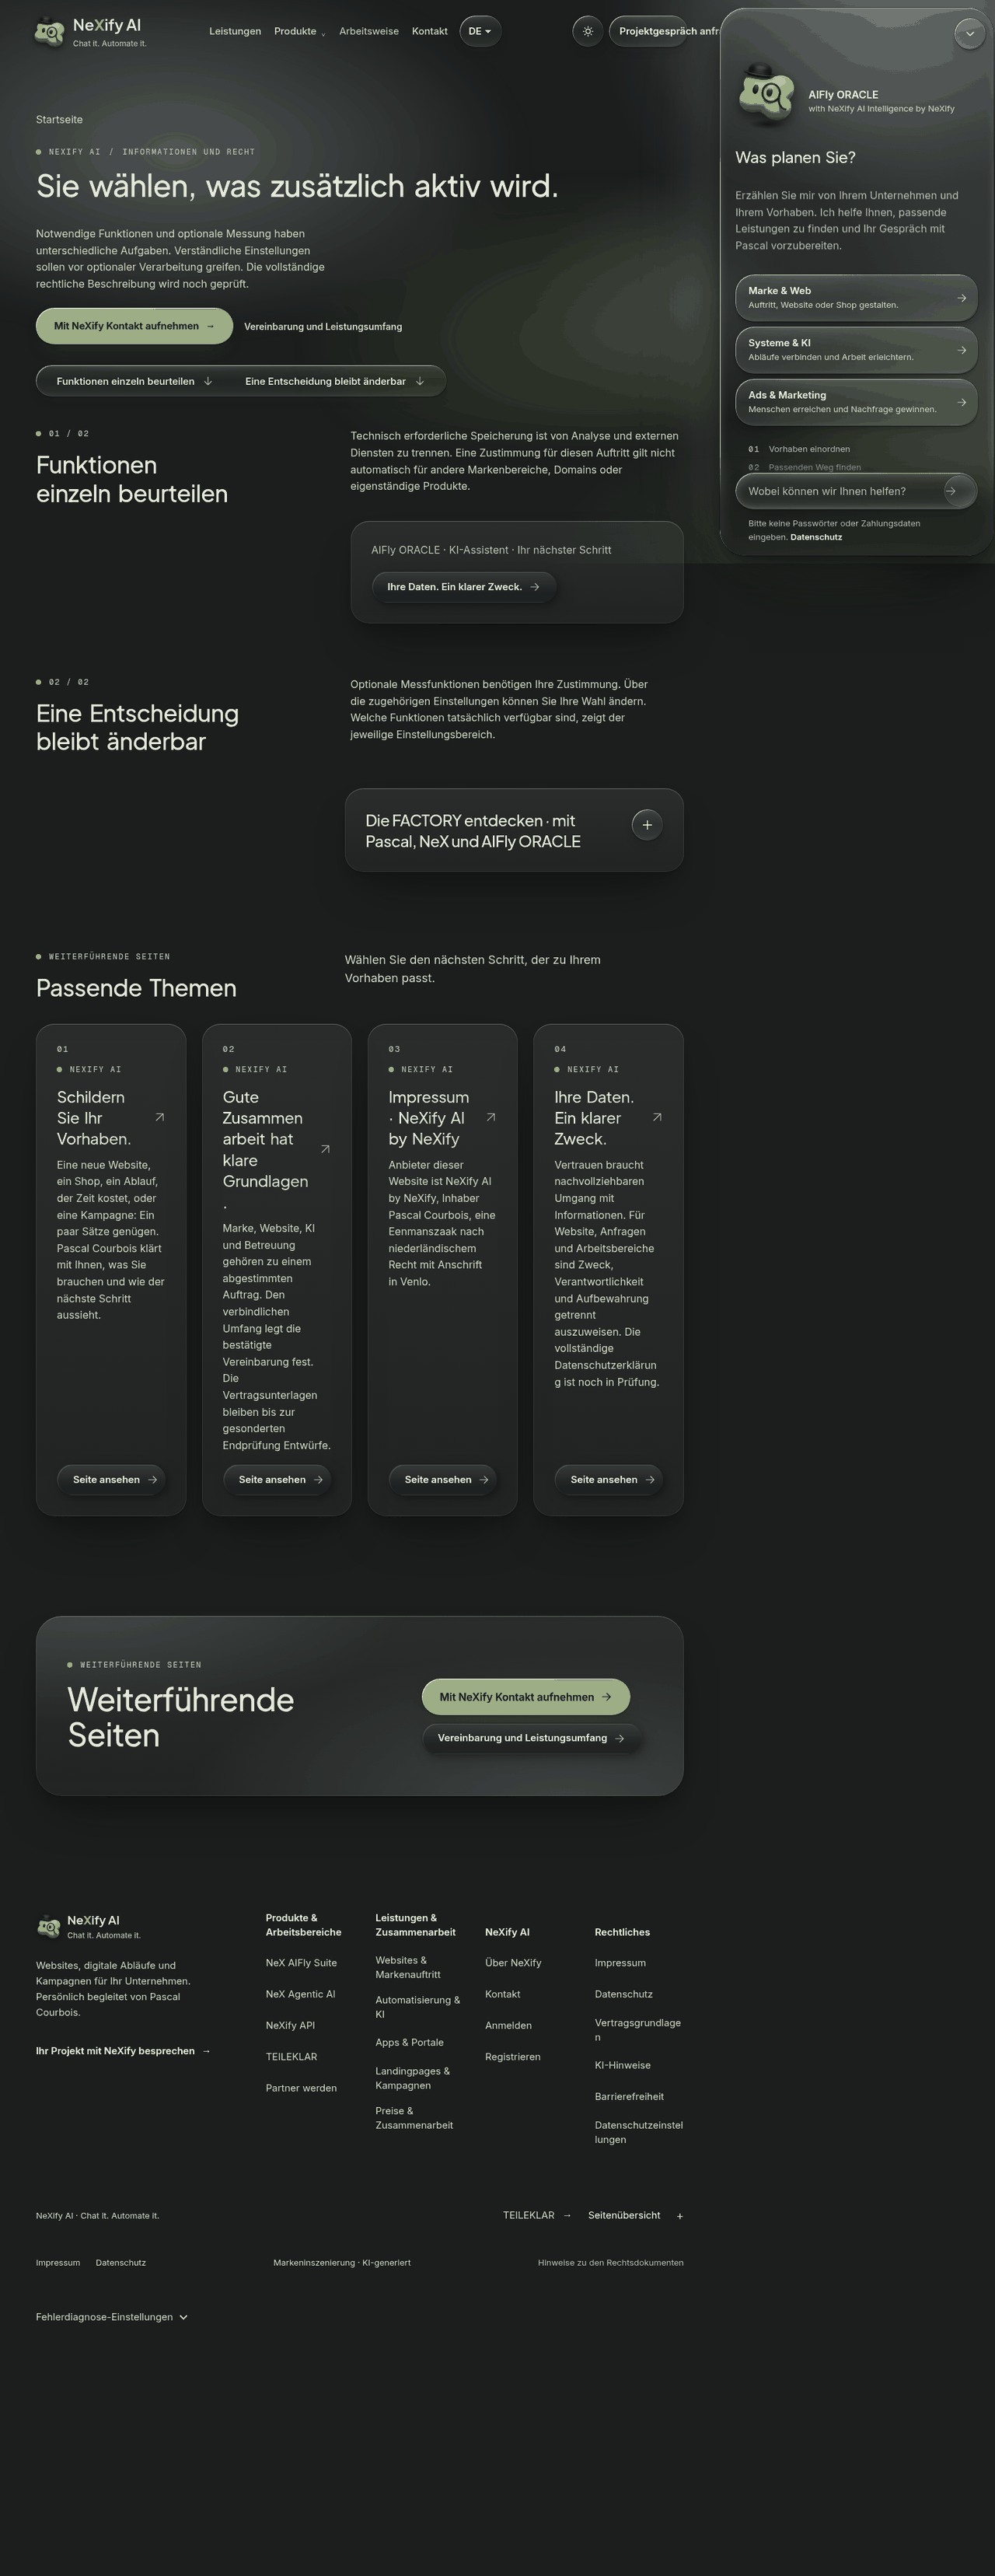 NeXify AI
Chat it. Automate it.
Leistungen
Produkte
Arbeitsweise
Kontakt
DE
Projektgespräch anfr
Startseite
NEXIFY AI / INFORMATIONEN UND RECHT
Sie wählen, was zusätzlich aktiv wird.
Notwendige Funktionen und optionale Messung haben
unterschiedliche Aufgaben. Verständliche Einstellungen
sollen vor optionaler Verarbeitung greifen. Die vollständige
rechtliche Beschreibung wird noch geprüft.
Mit NeXify Kontakt aufnehmen →
Vereinbarung und Leistungsumfang
Funktionen einzeln beurteilen ↓
Eine Entscheidung bleibt änderbar ↓
AIFly ORACLE
with NeXify AI Intelligence by NeXify
Was planen Sie?
Erzählen Sie mir von Ihrem Unternehmen und
Ihrem Vorhaben. Ich helfe Ihnen, passende
Leistungen zu finden und Ihr Gespräch mit
Pascal vorzubereiten.
Marke & Web
Auftritt, Website oder Shop gestalten.
→
Systeme & KI
Abläufe verbinden und Arbeit erleichtern.
→
Ads & Marketing
Menschen erreichen und Nachfrage gewinnen.
→
01 Vorhaben einordnen
02 Passenden Weg finden
Wobei können wir Ihnen helfen? →
Bitte keine Passwörter oder Zahlungsdaten
eingeben. Datenschutz
01 / 02
Funktionen
einzeln beurteilen
Technisch erforderliche Speicherung ist von Analyse und externen
Diensten zu trennen. Eine Zustimmung für diesen Auftritt gilt nicht
automatisch für andere Markenbereiche, Domains oder
eigenständige Produkte.
AIFly ORACLE · KI-Assistent · Ihr nächster Schritt
Ihre Daten. Ein klarer Zweck. →
02 / 02
Eine Entscheidung
bleibt änderbar
Optionale Messfunktionen benötigen Ihre Zustimmung. Über
die zugehörigen Einstellungen können Sie Ihre Wahl ändern.
Welche Funktionen tatsächlich verfügbar sind, zeigt der
jeweilige Einstellungsbereich.
Die FACTORY entdecken · mit
Pascal, NeX und AIFly ORACLE
+
WEITERFÜHRENDE SEITEN
Passende Themen
Wählen Sie den nächsten Schritt, der zu Ihrem
Vorhaben passt.
01
NEXIFY AI
Schildern
Sie Ihr
Vorhaben.
Eine neue Website,
ein Shop, ein Ablauf,
der Zeit kostet, oder
eine Kampagne: Ein
paar Sätze genügen.
Pascal Courbois klärt
mit Ihnen, was Sie
brauchen und wie der
nächste Schritt
aussieht.
Seite ansehen →
02
NEXIFY AI
Gute
Zusammen
arbeit hat
klare
Grundlagen
.
Marke, Website, KI
und Betreuung
gehören zu einem
abgestimmten
Auftrag. Den
verbindlichen
Umfang legt die
bestätigte
Vereinbarung fest.
Die
Vertragsunterlagen
bleiben bis zur
gesonderten
Endprüfung Entwürfe.
Seite ansehen →
03
NEXIFY AI
Impressum
· NeXify AI
by NeXify
Anbieter dieser
Website ist NeXify AI
by NeXify, Inhaber
Pascal Courbois, eine
Eenmanszaak nach
niederländischem
Recht mit Anschrift
in Venlo.
Seite ansehen →
04
NEXIFY AI
Ihre Daten.
Ein klarer
Zweck.
Vertrauen braucht
nachvollziehbaren
Umgang mit
Informationen. Für
Website, Anfragen
und Arbeitsbereiche
sind Zweck,
Verantwortlichkeit
und Aufbewahrung
getrennt
auszuweisen. Die
vollständige
Datenschutzerklärun
g ist noch in Prüfung.
Seite ansehen →
WEITERFÜHRENDE SEITEN
Weiterführende
Seiten
Mit NeXify Kontakt aufnehmen →
Vereinbarung und Leistungsumfang →
NeXify AI
Chat it. Automate it.
Websites, digitale Abläufe und
Kampagnen für Ihr Unternehmen.
Persönlich begleitet von Pascal
Courbois.
Ihr Projekt mit NeXify besprechen →
Produkte &
Arbeitsbereiche
NeX AIFly Suite
NeX Agentic AI
NeXify API
TEILEKLAR
Partner werden
Leistungen &
Zusammenarbeit
Websites &
Markenauftritt
Automatisierung &
KI
Apps & Portale
Landingpages &
Kampagnen
Preise &
Zusammenarbeit
NeXify AI
Über NeXify
Kontakt
Anmelden
Registrieren
Rechtliches
Impressum
Datenschutz
Vertragsgrundlage
n
KI-Hinweise
Barrierefreiheit
Datenschutzeinstel
lungen
NeXify AI · Chat it. Automate it.
TEILEKLAR →
Seitenübersicht +
Impressum
Datenschutz
Markeninszenierung · KI-generiert
Hinweise zu den Rechtsdokumenten
Fehlerdiagnose-Einstellungen